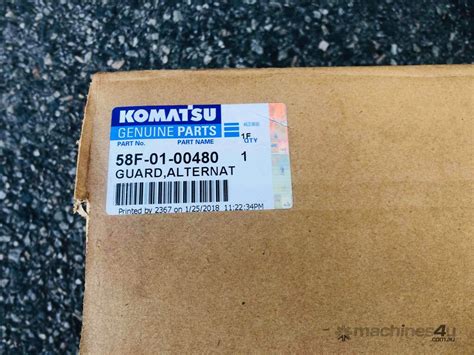 KOMATSU
GENUINE PARTS
PART No. PART NAME QTY
1F
58F-01-00480 1
GUARD,ALTERNAT
Printed by 2367 on 1/25/2018 11:22:34PM
machines4u
.com.au